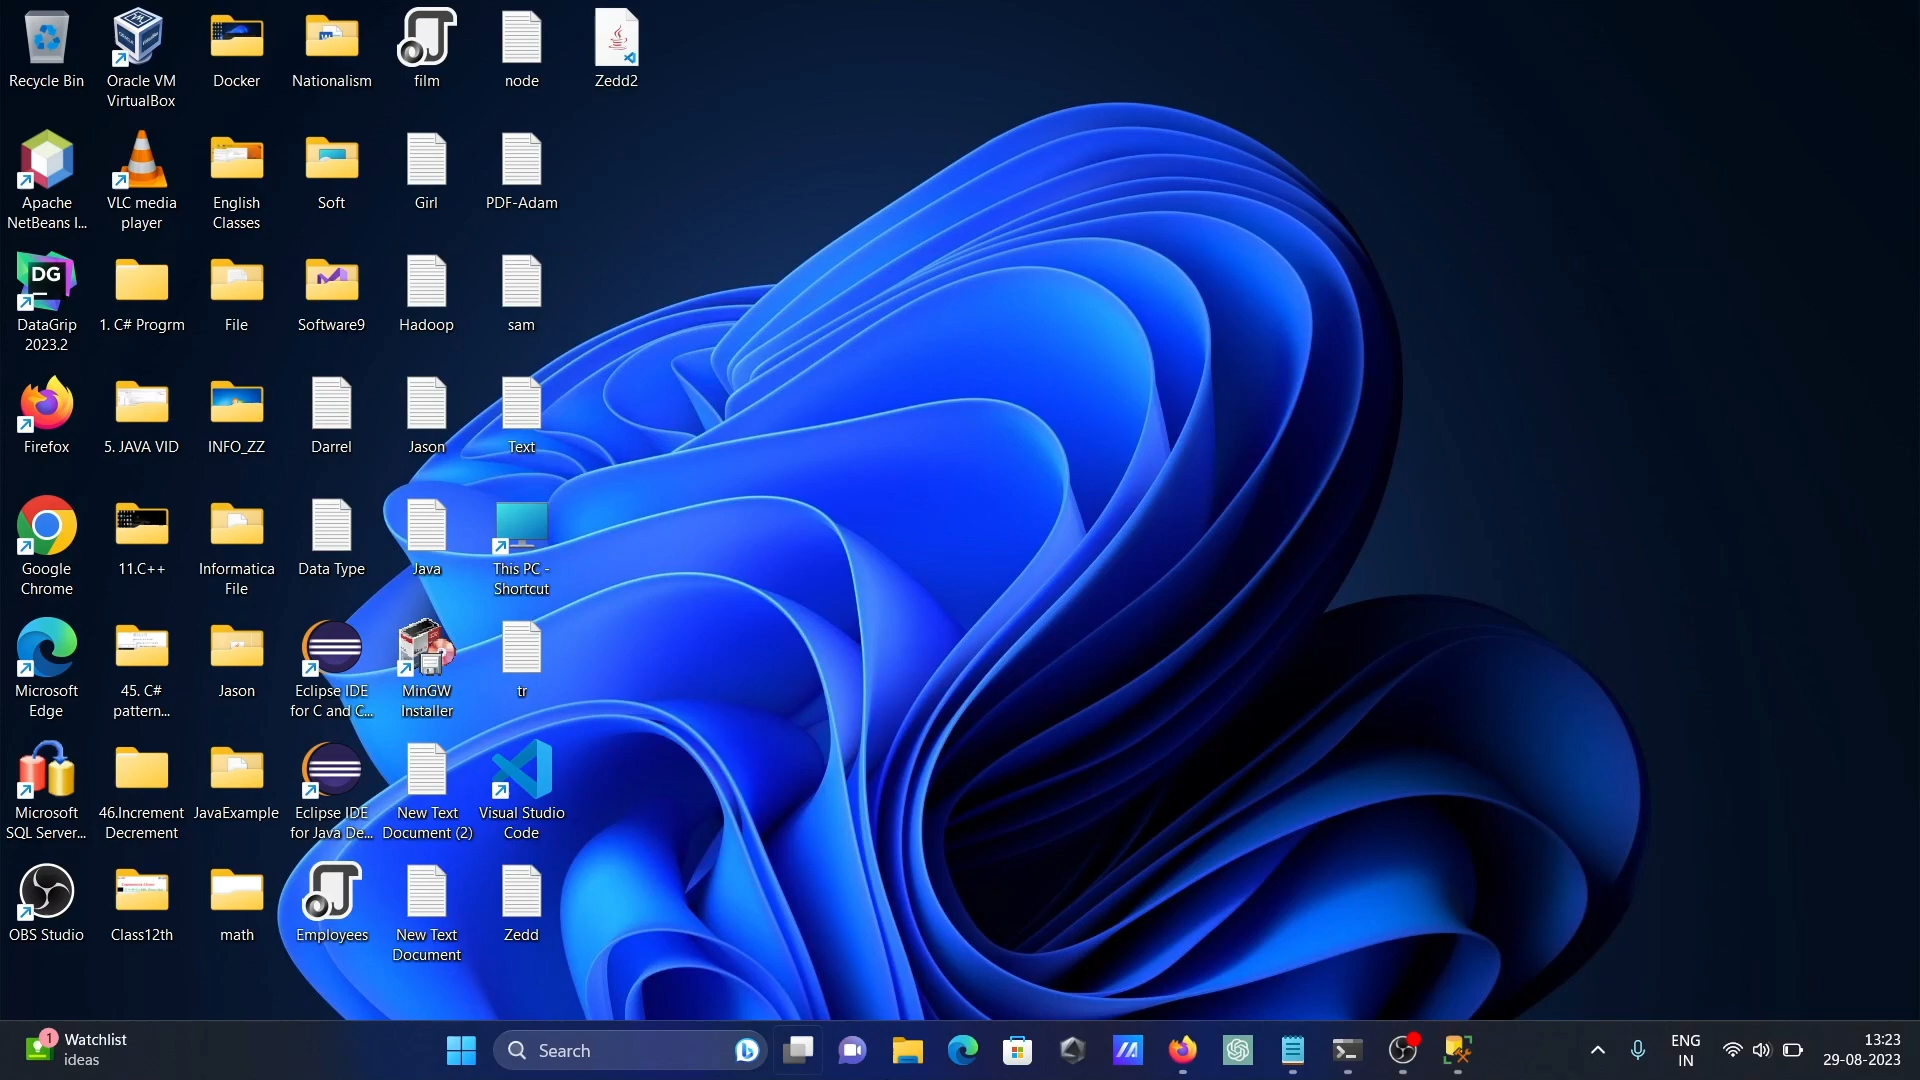 Recycle Bin
Oracle VM
VirtualBox
Docker
Nationalism
film
node
Zedd2
Apache
NetBeans I...
VLC media
player
English
Classes
Soft
Girl
PDF-Adam
DG
DataGrip
2023.2
1. C# Progrm
File
Software9
Hadoop
sam
Firefox
5. JAVA VID
INFO_ZZ
Darrel
Jason
Text
Google
Chrome
11.C++
Informatica
File
Data Type
Java
This PC -
Shortcut
Microsoft
Edge
45. C#
pattern...
Jason
Eclipse IDE
for C and C...
MinGW
Installer
tr
Microsoft
SQL Server...
46.Increment
Decrement
JavaExample
Eclipse IDE
for Java De...
New Text
Document (2)
Visual Studio
Code
OBS Studio
Class12th
math
Employees
New Text
Document
Zedd
1
Watchlist
ideas
Search
ENG
IN
13:23
29-08-2023